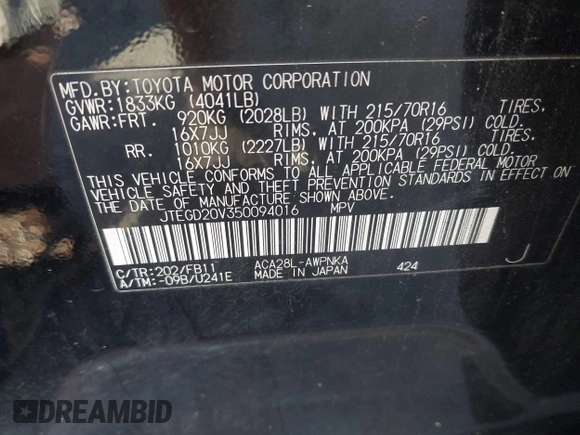 MFD.BY:TOYOTA MOTOR CORPORATION
GVWR:1833KG (4041LB)
GAWR:FRT. 920KG (2028LB) WITH 215/70R16 TIRES,
16X7JJ RIMS, AT 200KPA (29PSI) COLD.
RR. 1010KG (2227LB) WITH 215/70R16 TIRES,
16X7JJ RIMS, AT 200KPA (29PSI) COLD.
THIS VEHICLE CONFORMS TO ALL APPLICABLE FEDERAL MOTOR
VEHICLE SAFETY AND THEFT PREVENTION STANDARDS IN EFFECT ON
THE DATE OF MANUFACTURE SHOWN ABOVE.
JTEGD20V350094016 MPV
C/TR:202/FB11 ACA28L-AWPNKA 424 J
A/TM:-09B/U241E MADE IN JAPAN
DREAMBID